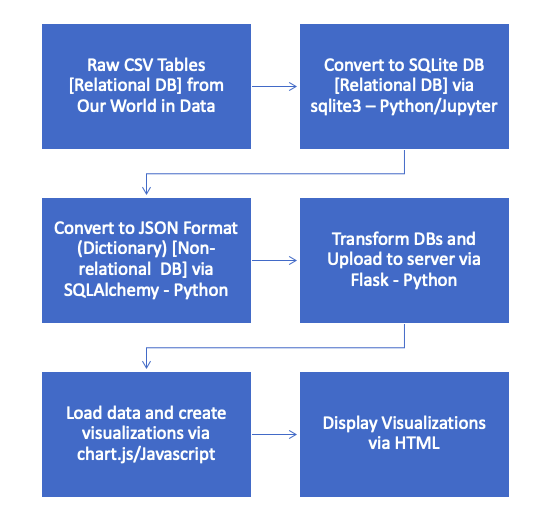 Raw CSV Tables
[Relational DB] from
Our World in Data
Convert to SQLite DB
[Relational DB] via
sqlite3 – Python/Jupyter
Convert to JSON Format
(Dictionary) [Non-
relational  DB] via
SQLAlchemy - Python
Transform DBs and
Upload to server via
Flask - Python
Load data and create
visualizations via
chart.js/Javascript
Display Visualizations
via HTML